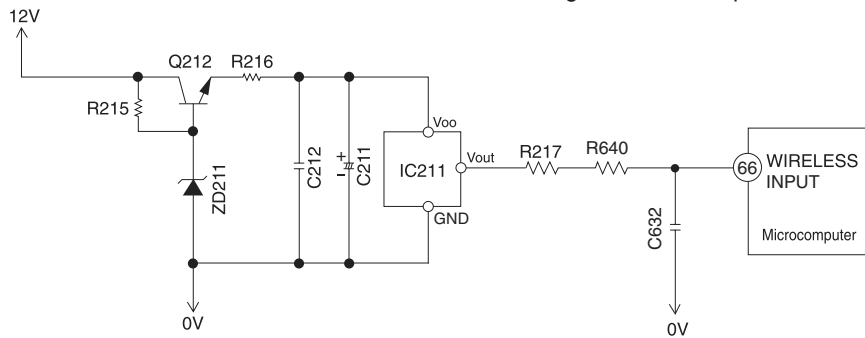 12V
Q212
R216
R215
ZD211
C212
+
-
C211
Voo
IC211
Vout
GND
R217
R640
C632
66
WIRELESS
INPUT
Microcomputer
0V
0V